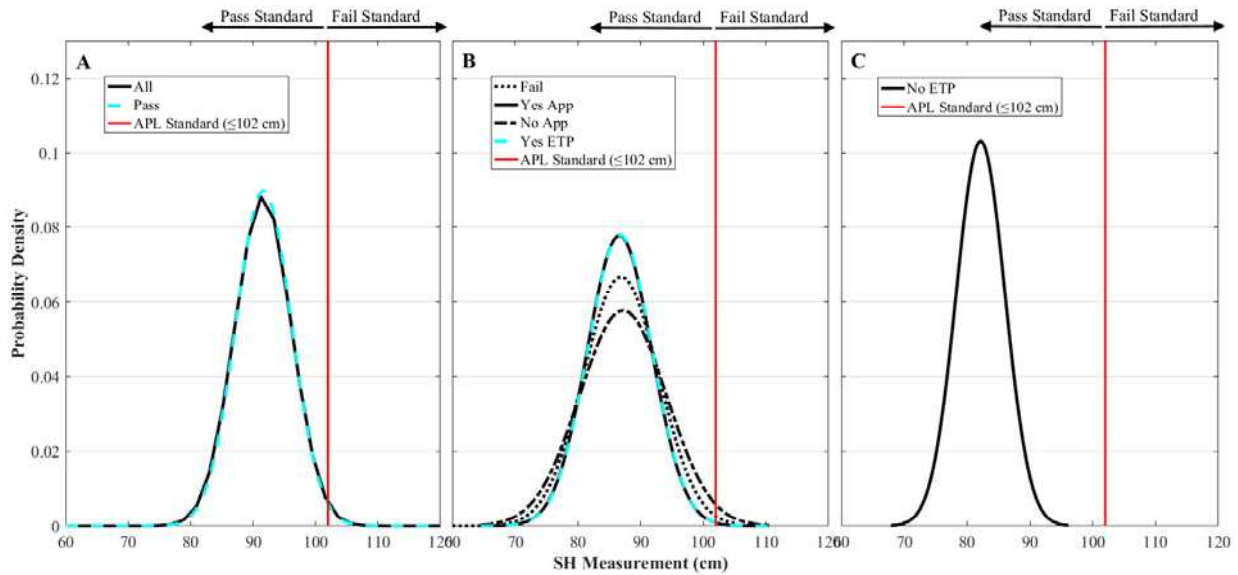 Pass Standard Fail Standard Pass Standard Fail Standard Pass Standard Fail Standard
A B C
All
Pass
APL Standard (≤102 cm)
Fail
Yes App
No App
Yes ETP
APL Standard (≤102 cm)
No ETP
APL Standard (≤102 cm)
Probability Density
0.12
0.1
0.08
0.06
0.04
0.02
0
60 70 80 90 100 110 120
60 70 80 90 100 110 120
60 70 80 90 100 110 120
SH Measurement (cm)